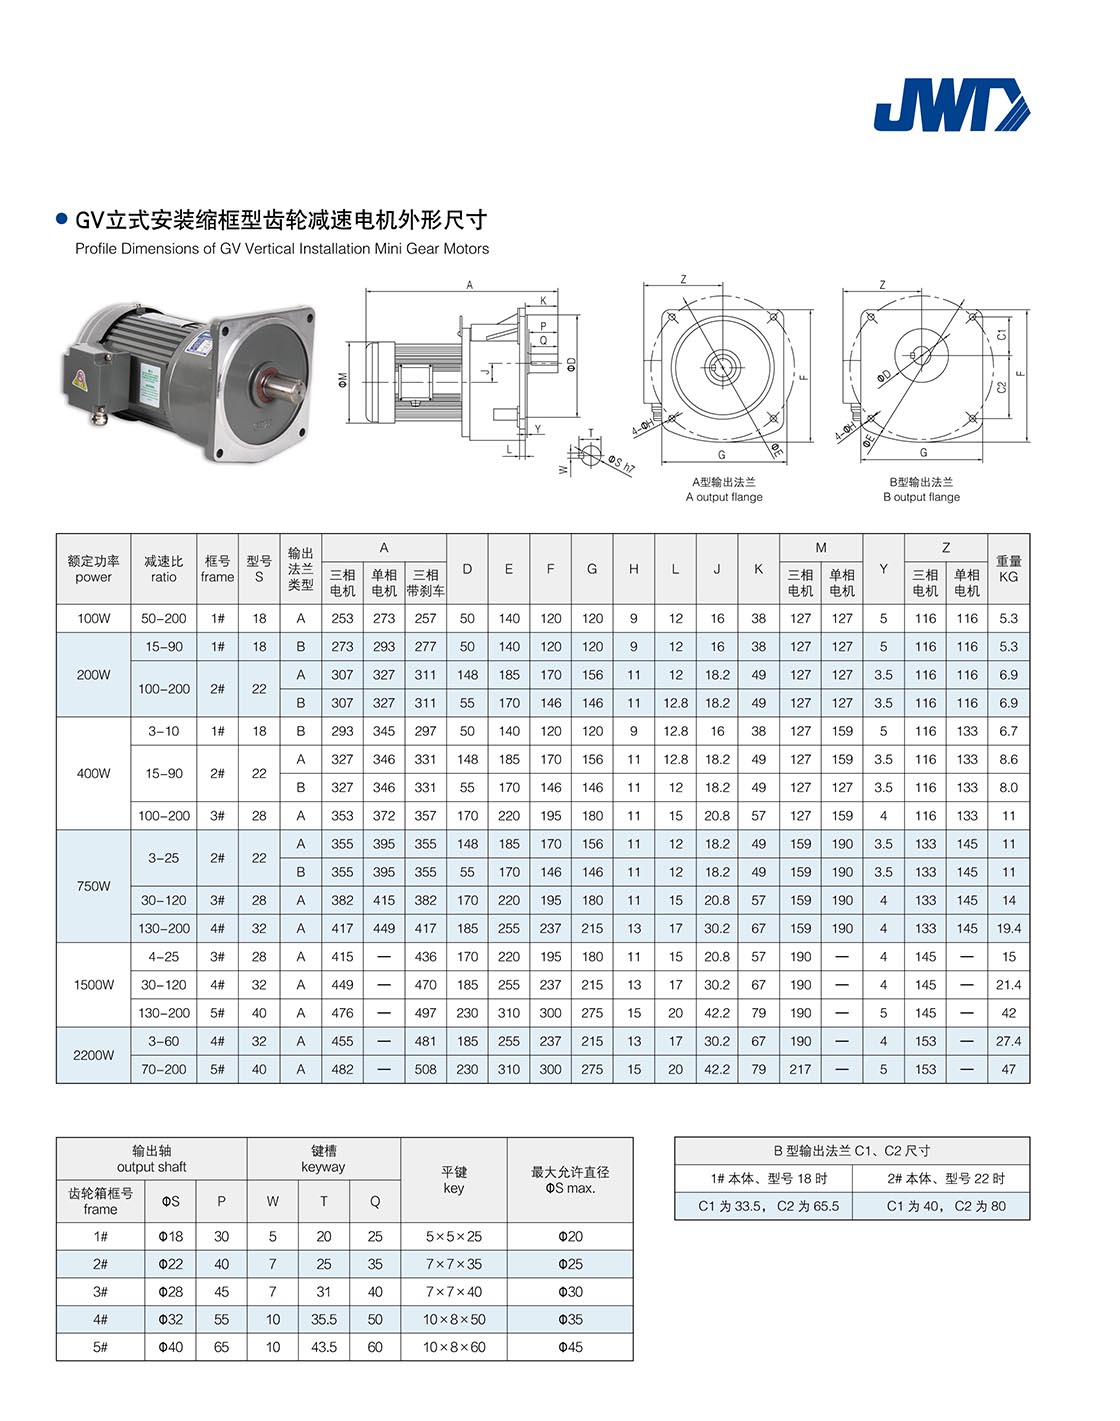 JWT
GV立式安装缩框型齿轮减速电机外形尺寸
Profile Dimensions of GV Vertical Installation Mini Gear Motors
A
K
P
Q
J
ΦM
ΦD
Y
L
T
W
ΦS h7
Z
F
4-ΦH
ΦE
G
A型输出法兰
A output flange
Z
C1
C2
F
ΦD
4-ΦH
ΦE
G
B型输出法兰
B output flange
额定功率 power 减速比 ratio 框号 frame 型号 S 输出法兰类型 A D E F G H L J K M Y Z 重量 KG
三相电机 单相电机 三相带刹车 三相电机 单相电机 三相电机 单相电机
100W 50-200 1# 18 A 253 273 257 50 140 120 120 9 12 16 38 127 127 5 116 116 5.3
200W 15-90 1# 18 B 273 293 277 50 140 120 120 9 12 16 38 127 127 5 116 116 5.3
100-200 2# 22 A 307 327 311 148 185 170 156 11 12 18.2 49 127 127 3.5 116 116 6.9
B 307 327 311 55 170 146 146 11 12.8 18.2 49 127 127 3.5 116 116 6.9
400W 3-10 1# 18 B 293 345 297 50 140 120 120 9 12.8 16 38 127 159 5 116 133 6.7
15-90 2# 22 A 327 346 331 148 185 170 156 11 12.8 18.2 49 127 159 3.5 116 133 8.6
B 327 346 331 55 170 146 146 11 12 18.2 49 127 127 3.5 116 133 8.0
100-200 3# 28 A 353 372 357 170 220 195 180 11 15 20.8 57 127 159 4 116 133 11
750W 3-25 2# 22 A 355 395 355 148 185 170 156 11 12 18.2 49 159 190 3.5 133 145 11
B 355 395 355 55 170 146 146 11 12 18.2 49 159 190 3.5 133 145 11
30-120 3# 28 A 382 415 382 170 220 195 180 11 15 20.8 57 159 190 4 133 145 14
130-200 4# 32 A 417 449 417 185 255 237 215 13 17 30.2 67 159 190 4 133 145 19.4
1500W 4-25 3# 28 A 415 — 436 170 220 195 180 11 15 20.8 57 190 — 4 145 — 15
30-120 4# 32 A 449 — 470 185 255 237 215 13 17 30.2 67 190 — 4 145 — 21.4
130-200 5# 40 A 476 — 497 230 310 300 275 15 20 42.2 79 190 — 5 145 — 42
2200W 3-60 4# 32 A 455 — 481 185 255 237 215 13 17 30.2 67 190 — 4 153 — 27.4
70-200 5# 40 A 482 — 508 230 310 300 275 15 20 42.2 79 217 — 5 153 — 47
输出轴 output shaft 键槽 keyway 平键 key 最大允许直径 ΦS max.
齿轮箱框号 frame ΦS P W T Q
1# Φ18 30 5 20 25 5×5×25 Φ20
2# Φ22 40 7 25 35 7×7×35 Φ25
3# Φ28 45 7 31 40 7×7×40 Φ30
4# Φ32 55 10 35.5 50 10×8×50 Φ35
5# Φ40 65 10 43.5 60 10×8×60 Φ45
B 型输出法兰 C1、C2 尺寸
1# 本体、型号 18 时 2# 本体、型号 22 时
C1 为 33.5， C2 为 65.5 C1 为 40， C2 为 80